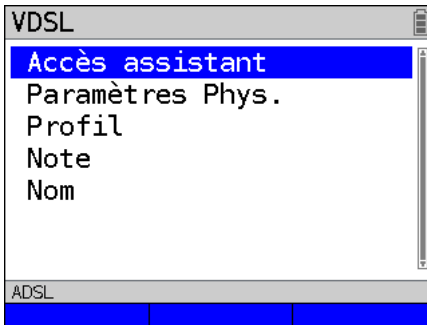 VDSL
Accès assistant
Paramètres Phys.
Profil
Note
Nom
ADSL